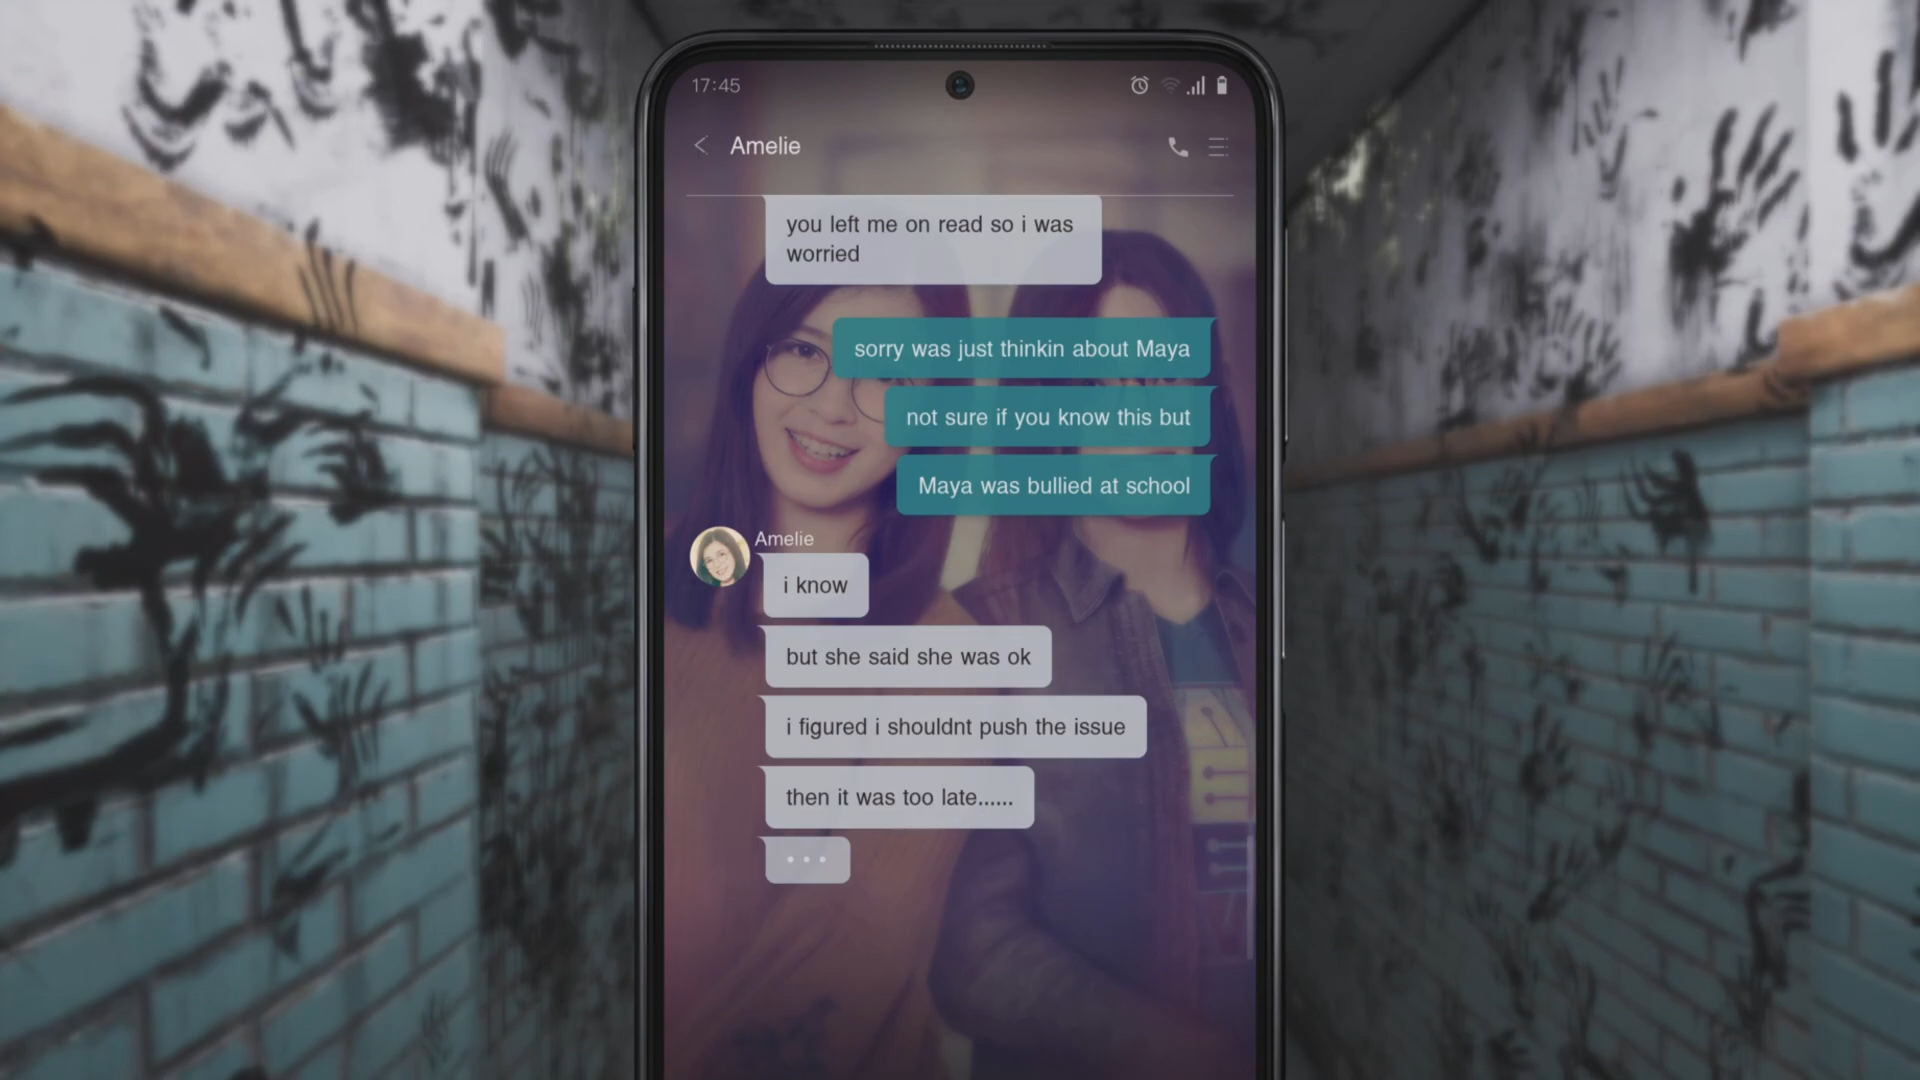 17:45
Amelie
you left me on read so i was
worried
sorry was just thinkin about Maya
not sure if you know this but
Maya was bullied at school
Amelie
i know
but she said she was ok
i figured i shouldnt push the issue
then it was too late......
• • •